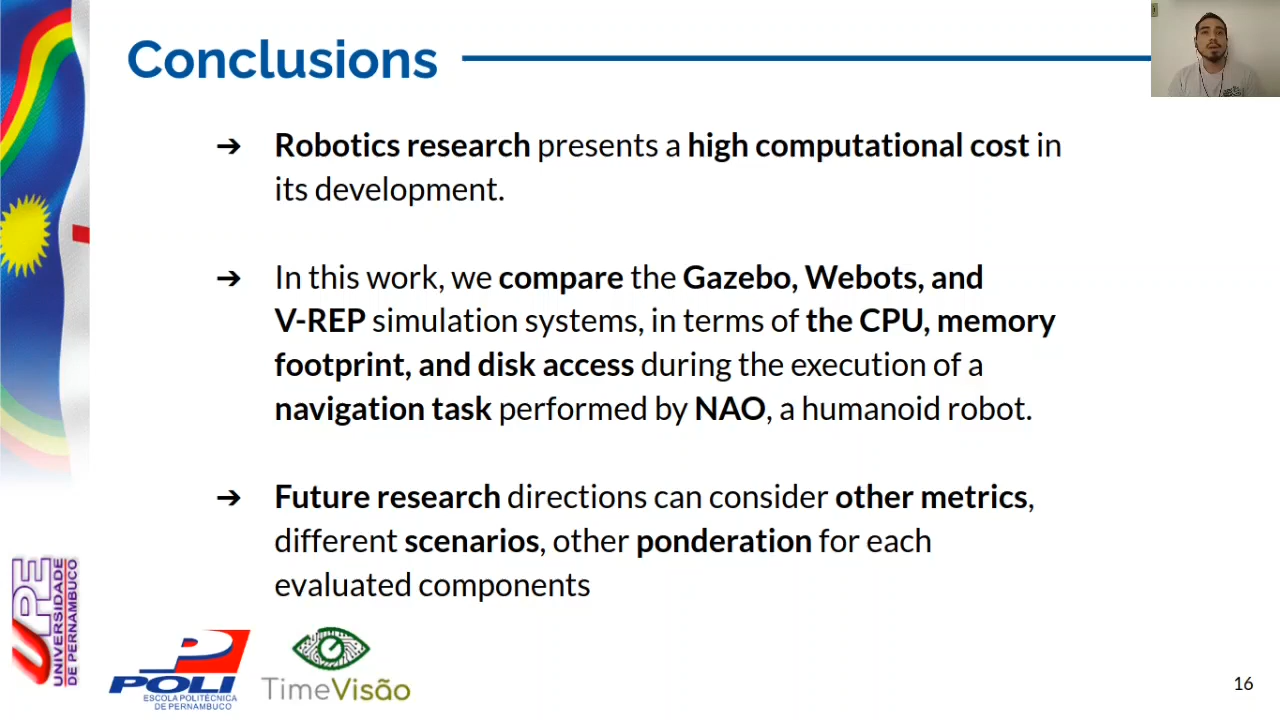 Conclusions
➔ Robotics research presents a high computational cost in
its development.
➔ In this work, we compare the Gazebo, Webots, and
V-REP simulation systems, in terms of the CPU, memory
footprint, and disk access during the execution of a
navigation task performed by NAO, a humanoid robot.
➔ Future research directions can consider other metrics,
different scenarios, other ponderation for each
evaluated components
UPE
UNIVERSIDADE
DE PERNAMBUCO
POLI
ESCOLA POLITÉCNICA
DE PERNAMBUCO
TimeVisão
16